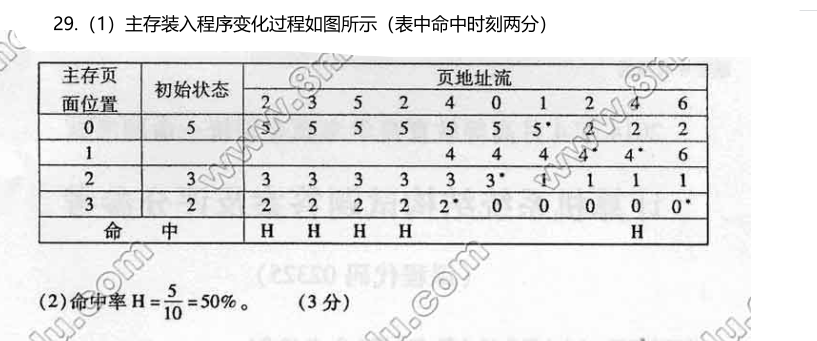 29.（1）主存装入程序变化过程如图所示（表中命中时刻两分）
主存页面位置 初始状态 页地址流
2 3 5 2 4 0 1 2 4 6
0 5 5 5 5 5 5 5 5* 2 2 2
1 4 4 4 4* 4* 6
2 3 3 3 3 3 3 3* 1 1 1 1
3 2 2 2 2 2 2* 0 0 0 0 0*
命 中 H H H H H
(2)命中率 H = 5/10 = 50%。 (3 分)